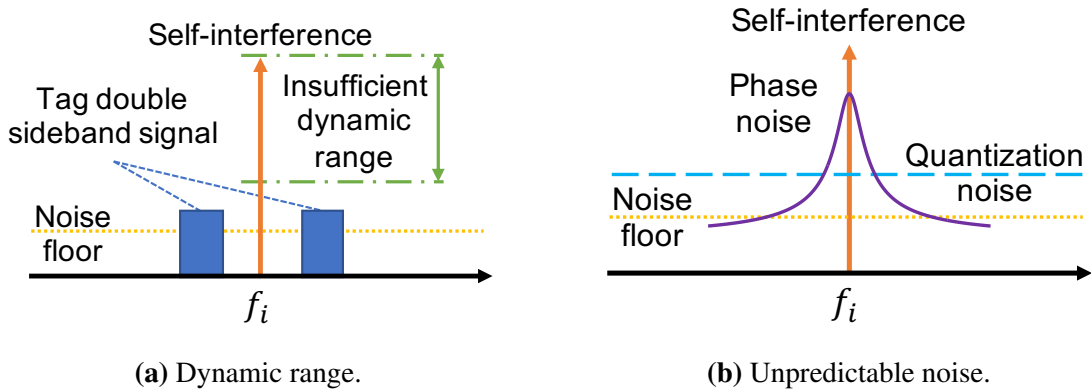 Self-interference
Tag double
sideband signal
Insufficient
dynamic
range
Noise
floor
f_i
(a) Dynamic range.
Self-interference
Phase
noise
Quantization
noise
Noise
floor
f_i
(b) Unpredictable noise.